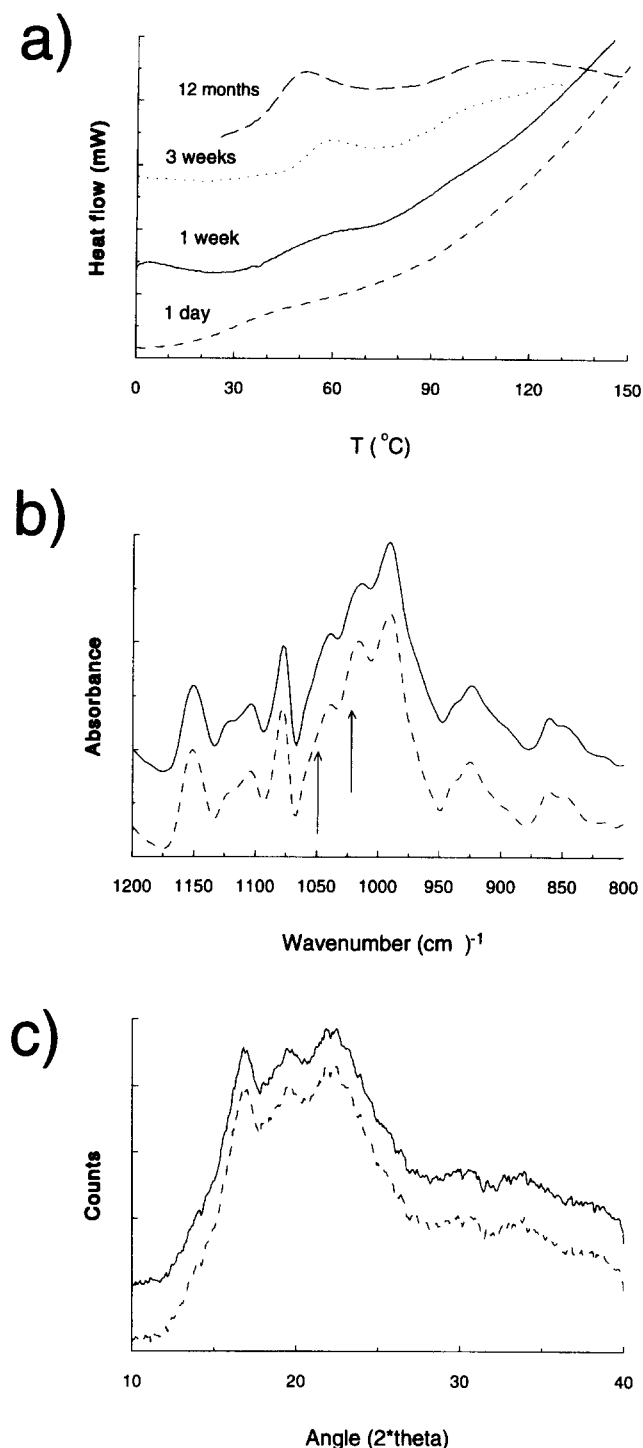 a)
12 months
3 weeks
1 week
1 day
Heat flow (mW)
0 30 60 90 120 150
T (°C)
b)
Absorbance
1200 1150 1100 1050 1000 950 900 850 800
Wavenumber (cm )⁻¹
c)
Counts
10 20 30 40
Angle (2*theta)